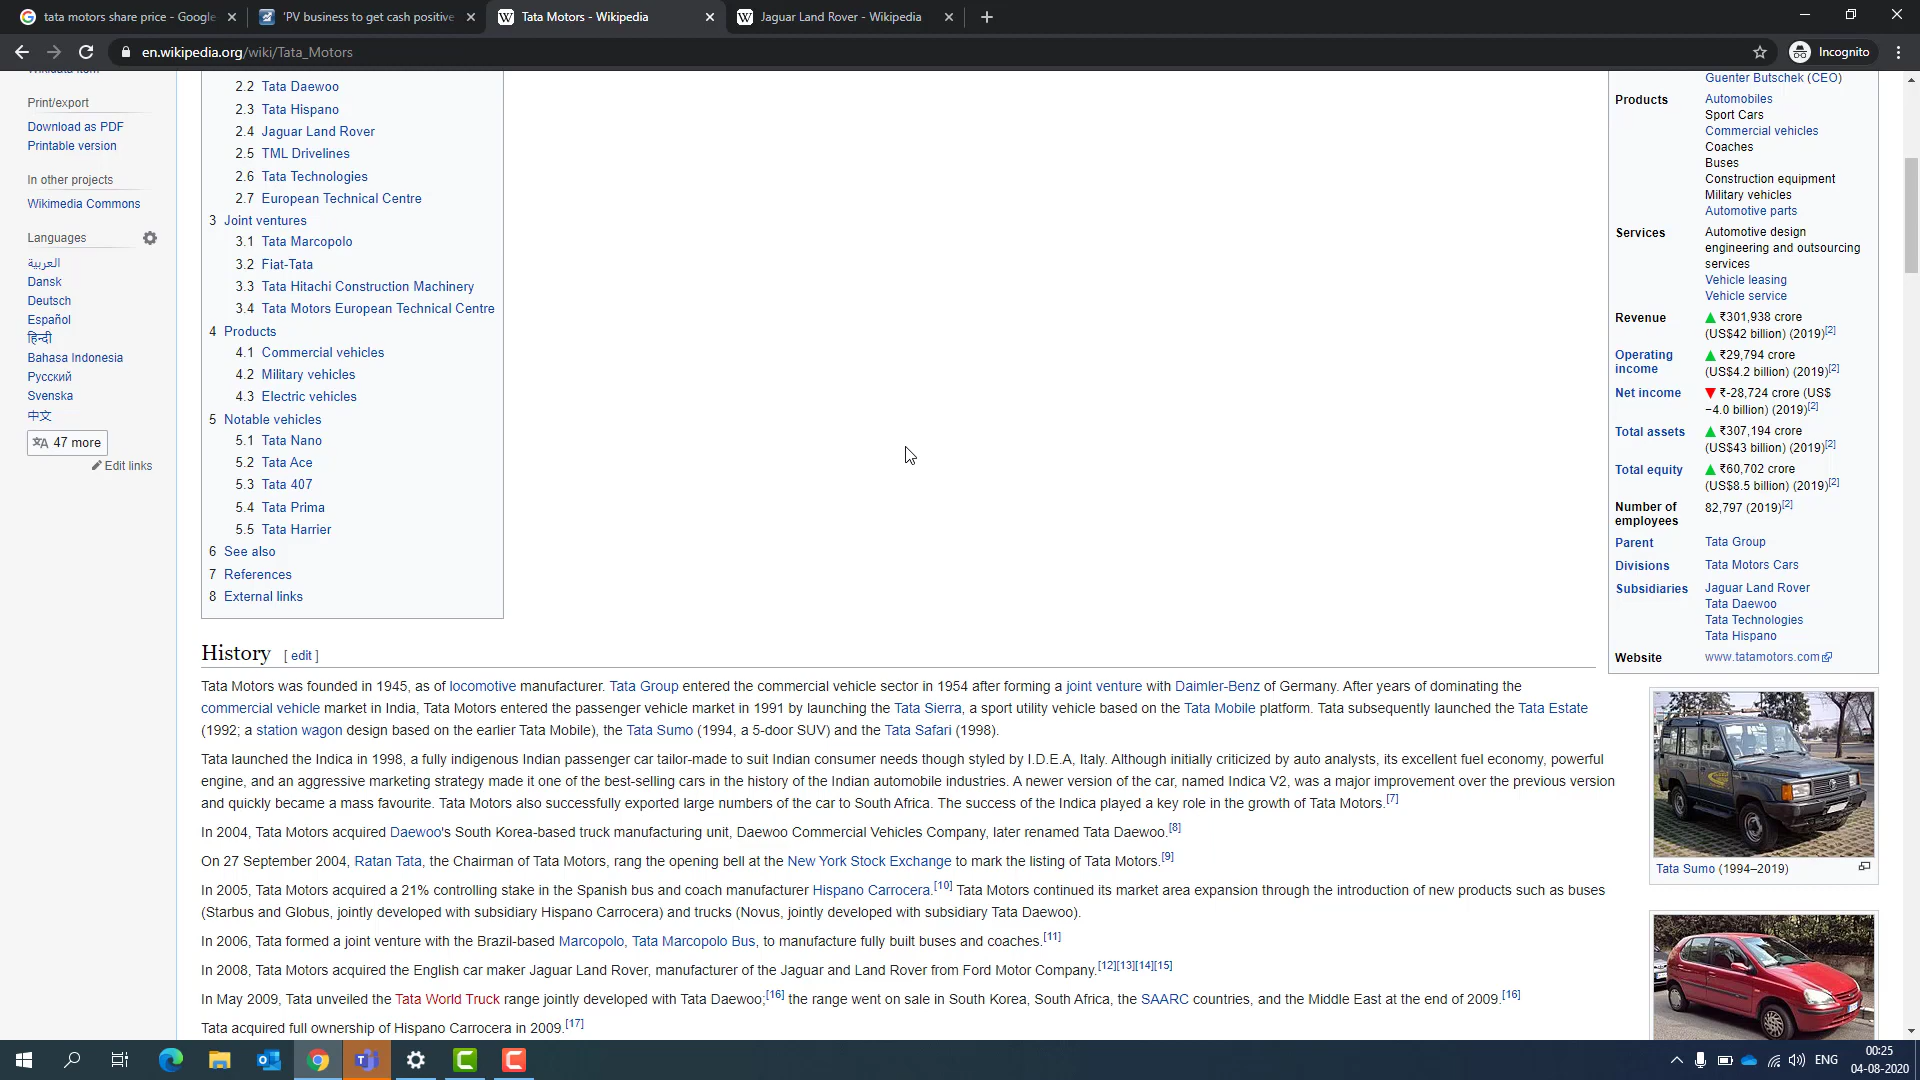 tata motors share price - Google
'PV business to get cash positive
Tata Motors - Wikipedia
Jaguar Land Rover - Wikipedia
en.wikipedia.org/wiki/Tata_Motors
Incognito
Wikidata item
Print/export
Download as PDF
Printable version
In other projects
Wikimedia Commons
Languages
العربية
Dansk
Deutsch
Español
हिन्दी
Bahasa Indonesia
Русский
Svenska
中文
47 more
Edit links
2.2 Tata Daewoo
2.3 Tata Hispano
2.4 Jaguar Land Rover
2.5 TML Drivelines
2.6 Tata Technologies
2.7 European Technical Centre
3 Joint ventures
3.1 Tata Marcopolo
3.2 Fiat-Tata
3.3 Tata Hitachi Construction Machinery
3.4 Tata Motors European Technical Centre
4 Products
4.1 Commercial vehicles
4.2 Military vehicles
4.3 Electric vehicles
5 Notable vehicles
5.1 Tata Nano
5.2 Tata Ace
5.3 Tata 407
5.4 Tata Prima
5.5 Tata Harrier
6 See also
7 References
8 External links
History [ edit ]
Tata Motors was founded in 1945, as of locomotive manufacturer. Tata Group entered the commercial vehicle sector in 1954 after forming a joint venture with Daimler-Benz of Germany. After years of dominating the
commercial vehicle market in India, Tata Motors entered the passenger vehicle market in 1991 by launching the Tata Sierra, a sport utility vehicle based on the Tata Mobile platform. Tata subsequently launched the Tata Estate
(1992; a station wagon design based on the earlier Tata Mobile), the Tata Sumo (1994, a 5-door SUV) and the Tata Safari (1998).
Tata launched the Indica in 1998, a fully indigenous Indian passenger car tailor-made to suit Indian consumer needs though styled by I.D.E.A, Italy. Although initially criticized by auto analysts, its excellent fuel economy, powerful
engine, and an aggressive marketing strategy made it one of the best-selling cars in the history of the Indian automobile industries. A newer version of the car, named Indica V2, was a major improvement over the previous version
and quickly became a mass favourite. Tata Motors also successfully exported large numbers of the car to South Africa. The success of the Indica played a key role in the growth of Tata Motors.[7]
In 2004, Tata Motors acquired Daewoo's South Korea-based truck manufacturing unit, Daewoo Commercial Vehicles Company, later renamed Tata Daewoo.[8]
On 27 September 2004, Ratan Tata, the Chairman of Tata Motors, rang the opening bell at the New York Stock Exchange to mark the listing of Tata Motors.[9]
In 2005, Tata Motors acquired a 21% controlling stake in the Spanish bus and coach manufacturer Hispano Carrocera.[10] Tata Motors continued its market area expansion through the introduction of new products such as buses
(Starbus and Globus, jointly developed with subsidiary Hispano Carrocera) and trucks (Novus, jointly developed with subsidiary Tata Daewoo).
In 2006, Tata formed a joint venture with the Brazil-based Marcopolo, Tata Marcopolo Bus, to manufacture fully built buses and coaches.[11]
In 2008, Tata Motors acquired the English car maker Jaguar Land Rover, manufacturer of the Jaguar and Land Rover from Ford Motor Company.[12][13][14][15]
In May 2009, Tata unveiled the Tata World Truck range jointly developed with Tata Daewoo;[16] the range went on sale in South Korea, South Africa, the SAARC countries, and the Middle East at the end of 2009.[16]
Tata acquired full ownership of Hispano Carrocera in 2009.[17]
Guenter Butschek (CEO)
Products Automobiles
Sport Cars
Commercial vehicles
Coaches
Buses
Construction equipment
Military vehicles
Automotive parts
Services Automotive design
engineering and outsourcing
services
Vehicle leasing
Vehicle service
Revenue ▲ ₹301,938 crore
(US$42 billion) (2019)[2]
Operating ▲ ₹29,794 crore
income (US$4.2 billion) (2019)[2]
Net income ▼ ₹-28,724 crore (US$
−4.0 billion) (2019)[2]
Total assets ▲ ₹307,194 crore
(US$43 billion) (2019)[2]
Total equity ▲ ₹60,702 crore
(US$8.5 billion) (2019)[2]
Number of 82,797 (2019)[2]
employees
Parent Tata Group
Divisions Tata Motors Cars
Subsidiaries Jaguar Land Rover
Tata Daewoo
Tata Technologies
Tata Hispano
Website www.tatamotors.com
Tata Sumo (1994–2019)
ENG
00:25
04-08-2020